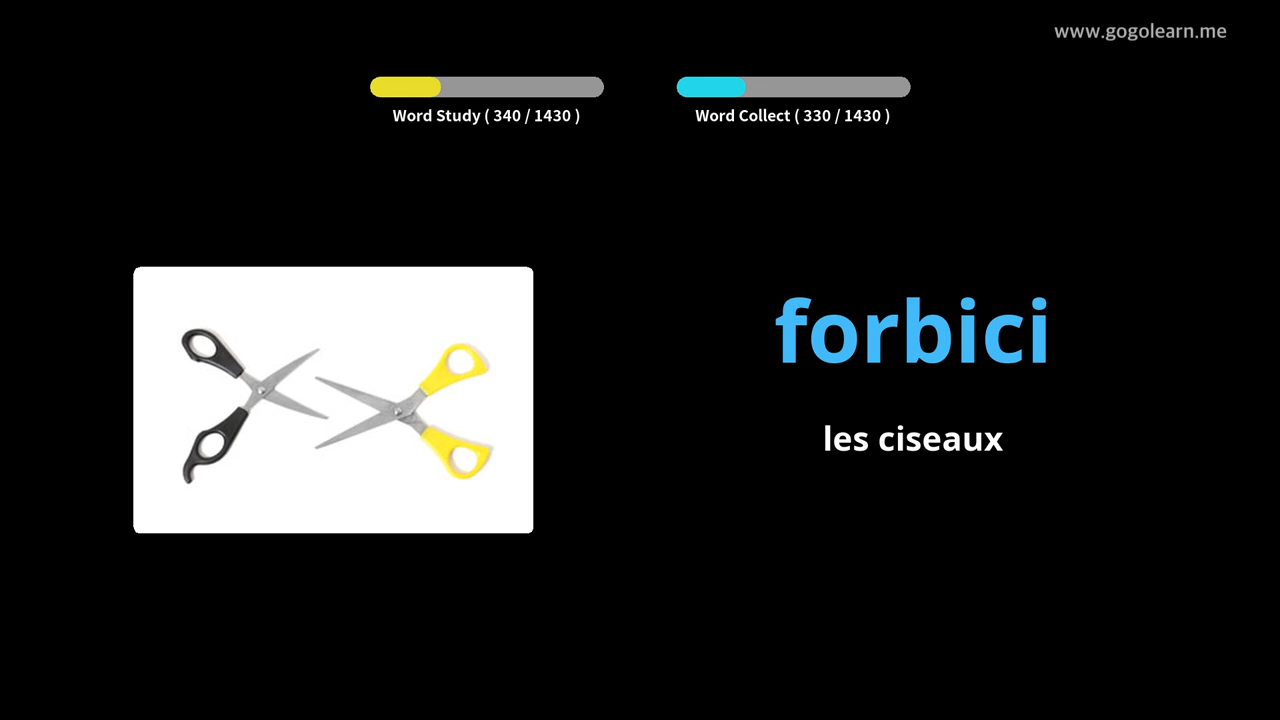 www.gogolearn.me
Word Study ( 340 / 1430 )
Word Collect ( 330 / 1430 )
forbici
les ciseaux